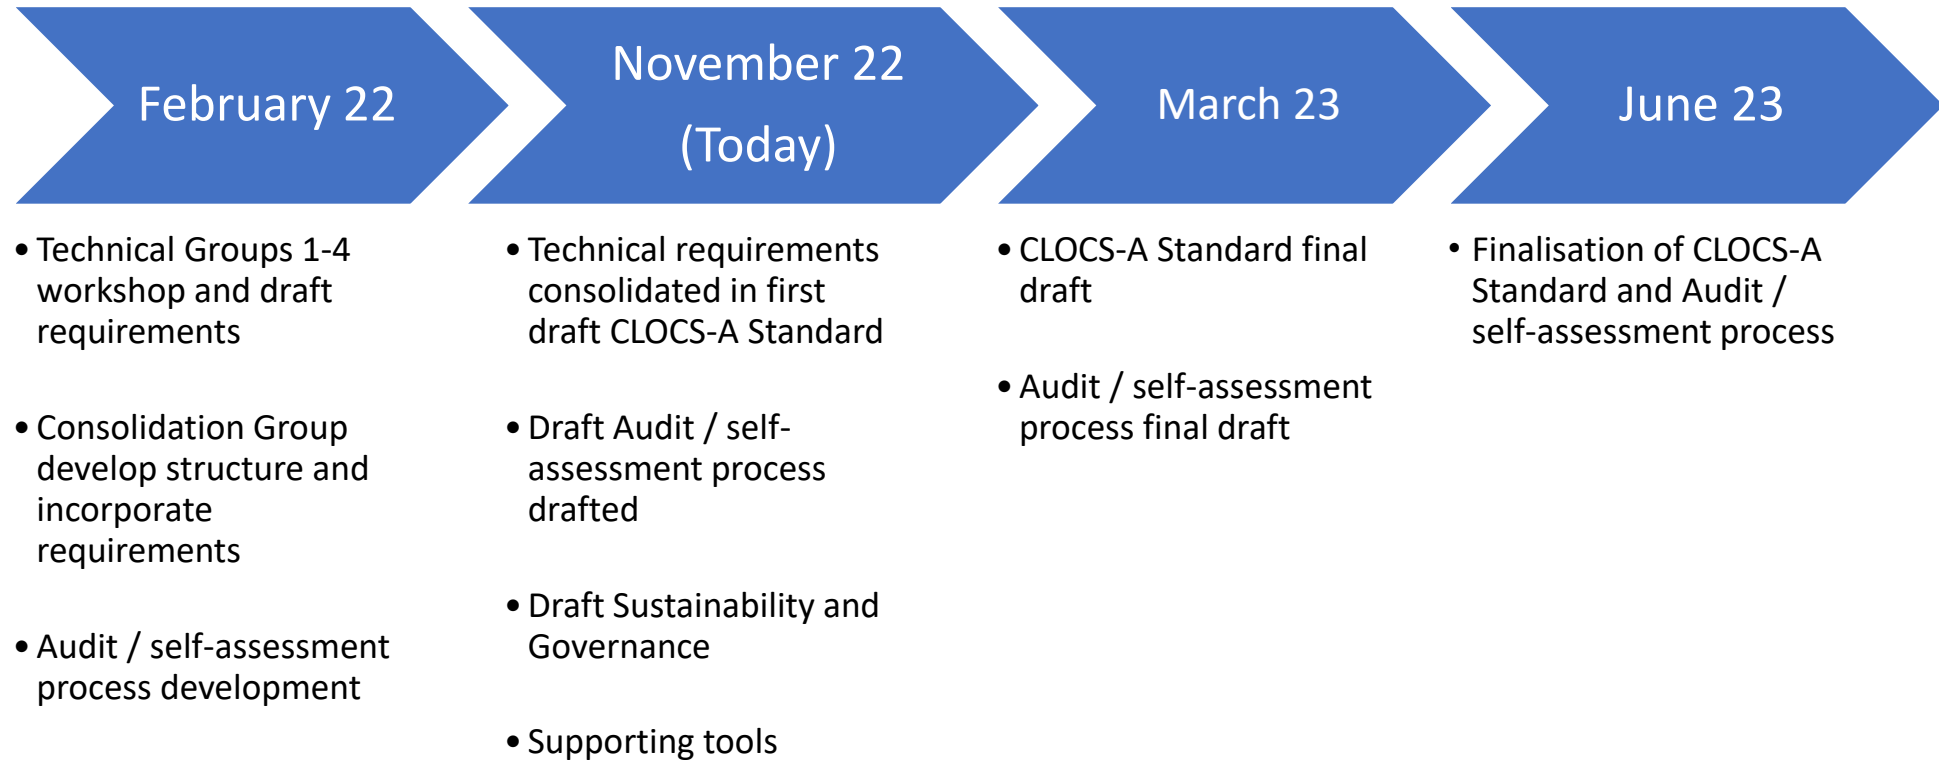 February 22
• Technical Groups 1-4
workshop and draft
requirements
• Consolidation Group
develop structure and
incorporate
requirements
• Audit / self-assessment
process development
November 22
(Today)
• Technical requirements
consolidated in first
draft CLOCS-A Standard
• Draft Audit / self-
assessment process
drafted
• Draft Sustainability and
Governance
• Supporting tools
March 23
• CLOCS-A Standard final
draft
• Audit / self-assessment
process final draft
June 23
• Finalisation of CLOCS-A
Standard and Audit /
self-assessment process